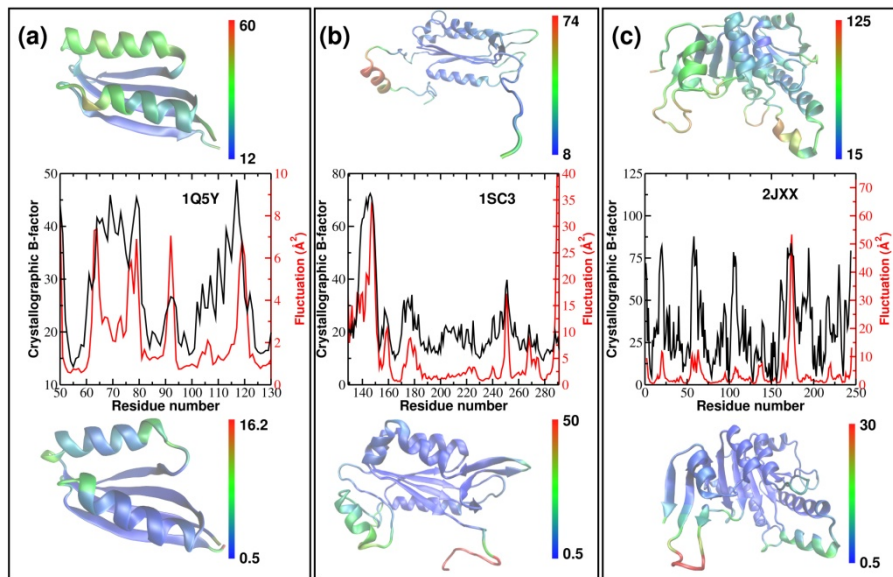 (a)
60
12
(b)
74
8
(c)
125
15
50
40
30
20
10
Crystallographic B-factor
1Q5Y
10
8
6
4
2
0
Fluctuation (Å²)
50 60 70 80 90 100 110 120 130
Residue number
80
60
40
20
0
Crystallographic B-factor
1SC3
40
35
30
25
20
15
10
5
0
Fluctuation (Å²)
140 160 180 200 220 250 270 290
Residue number
125
100
75
50
25
0
Crystallographic B-factor
2JXX
70
60
50
40
30
20
10
0
Fluctuation (Å²)
0 50 100 150 200 250
Residue number
16.2
0.5
50
0.5
30
0.5